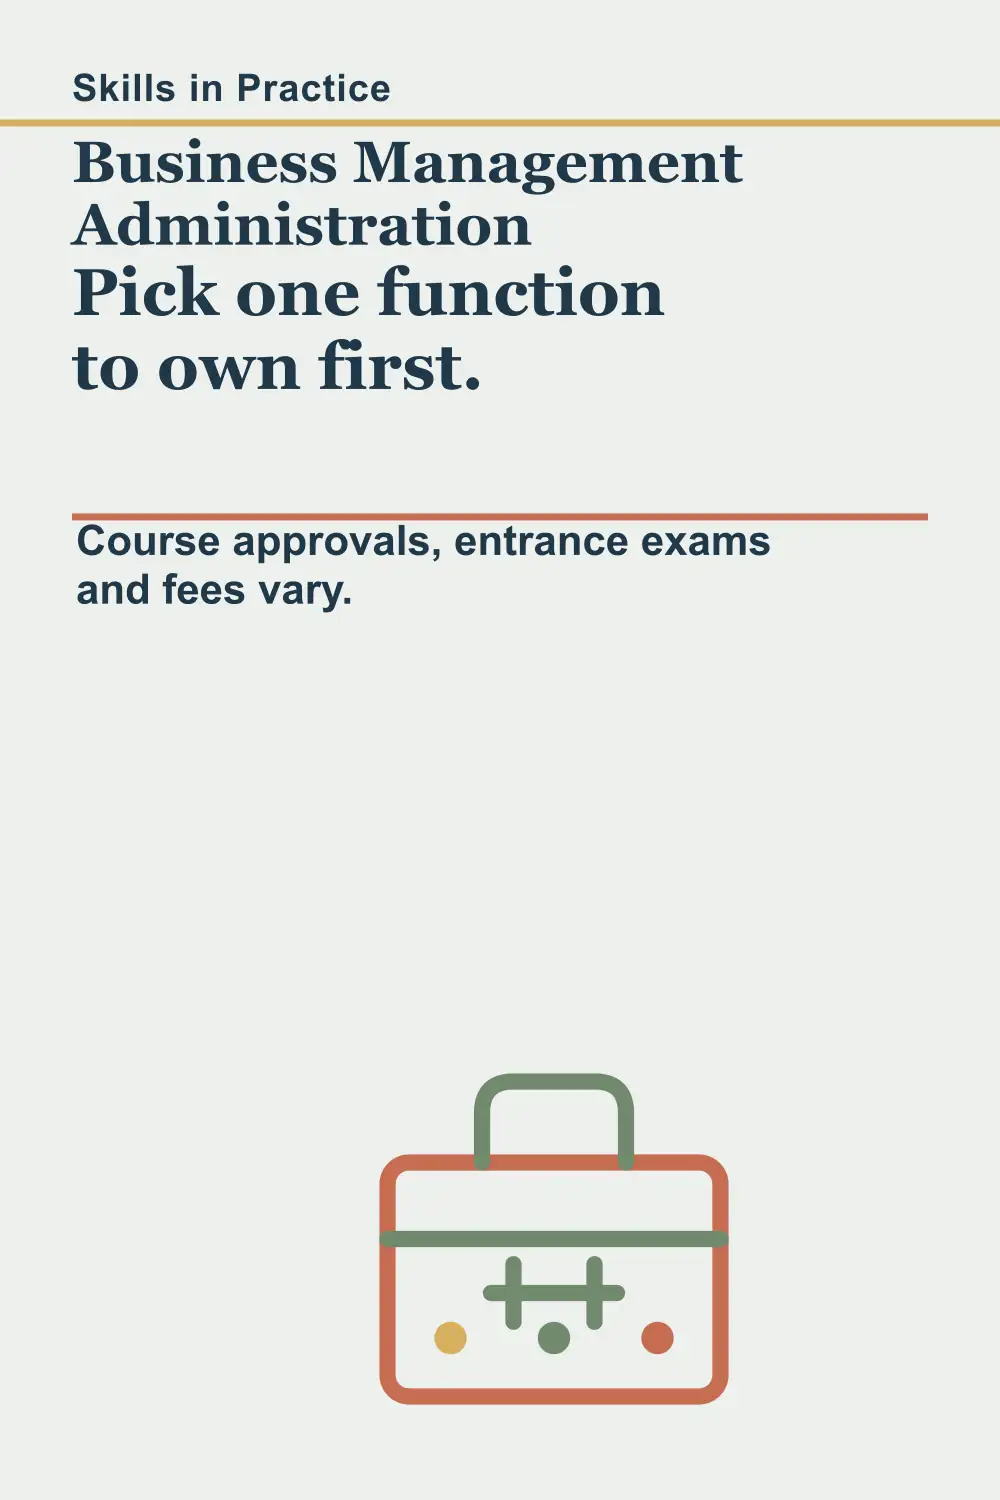 Skills in Practice
Business Management
Administration
Pick one function
to own first.
Course approvals, entrance exams
and fees vary.